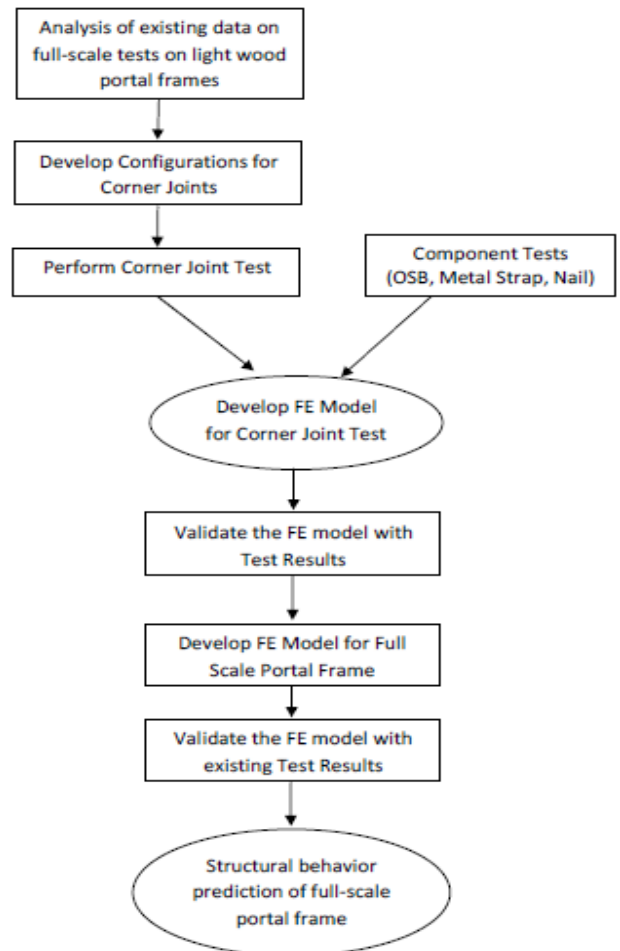 Analysis of existing data on
full-scale tests on light wood
portal frames
Develop Configurations for
Corner Joints
Perform Corner Joint Test
Component Tests
(OSB, Metal Strap, Nail)
Develop FE Model
for Corner Joint Test
Validate the FE model with
Test Results
Develop FE Model for Full
Scale Portal Frame
Validate the FE model with
existing Test Results
Structural behavior
prediction of full-scale
portal frame